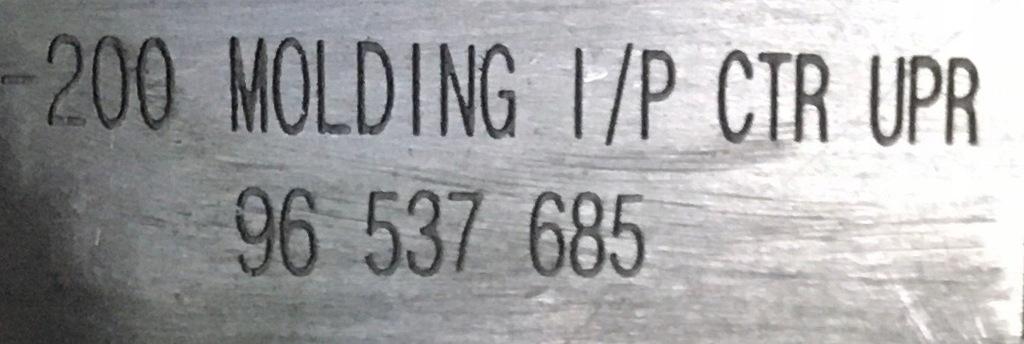 -200 MOLDING I/P CTR UPR
96 537 685